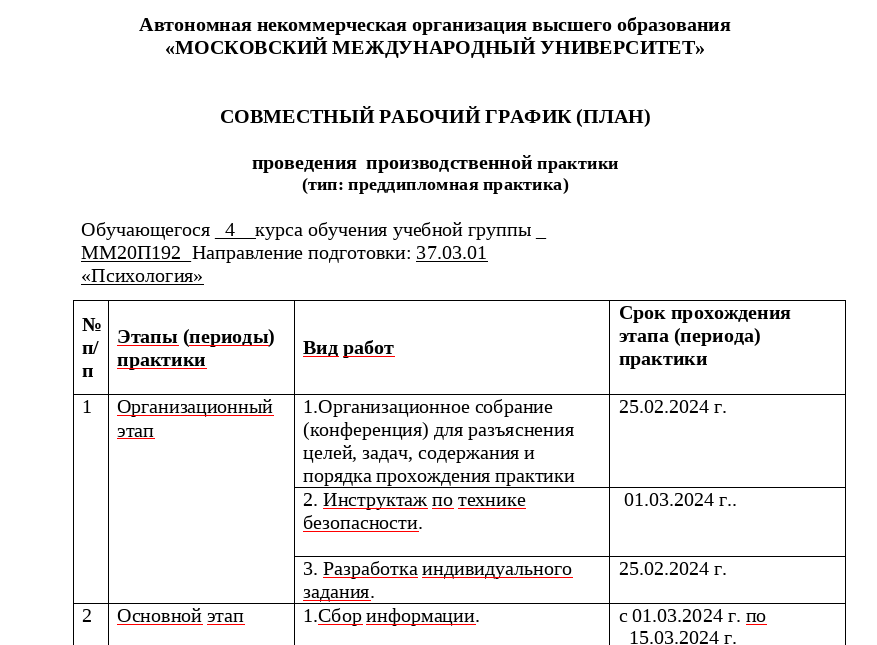 Автономная некоммерческая организация высшего образования
«МОСКОВСКИЙ МЕЖДУНАРОДНЫЙ УНИВЕРСИТЕТ»
СОВМЕСТНЫЙ РАБОЧИЙ ГРАФИК (ПЛАН)
проведения производственной практики
(тип: преддипломная практика)
Обучающегося _4__курса обучения учебной группы _
ММ20П192_Направление подготовки: 37.03.01
«Психология»
№
п/
п
Этапы (периоды)
практики
Вид работ
Срок прохождения
этапа (периода)
практики
1
Организационный
этап
1.Организационное собрание
(конференция) для разъяснения
целей, задач, содержания и
порядка прохождения практики
25.02.2024 г.
2. Инструктаж по технике
безопасности.
01.03.2024 г..
3. Разработка индивидуального
задания.
25.02.2024 г.
2
Основной этап
1.Сбор информации.
с 01.03.2024 г. по
15.03.2024 г.